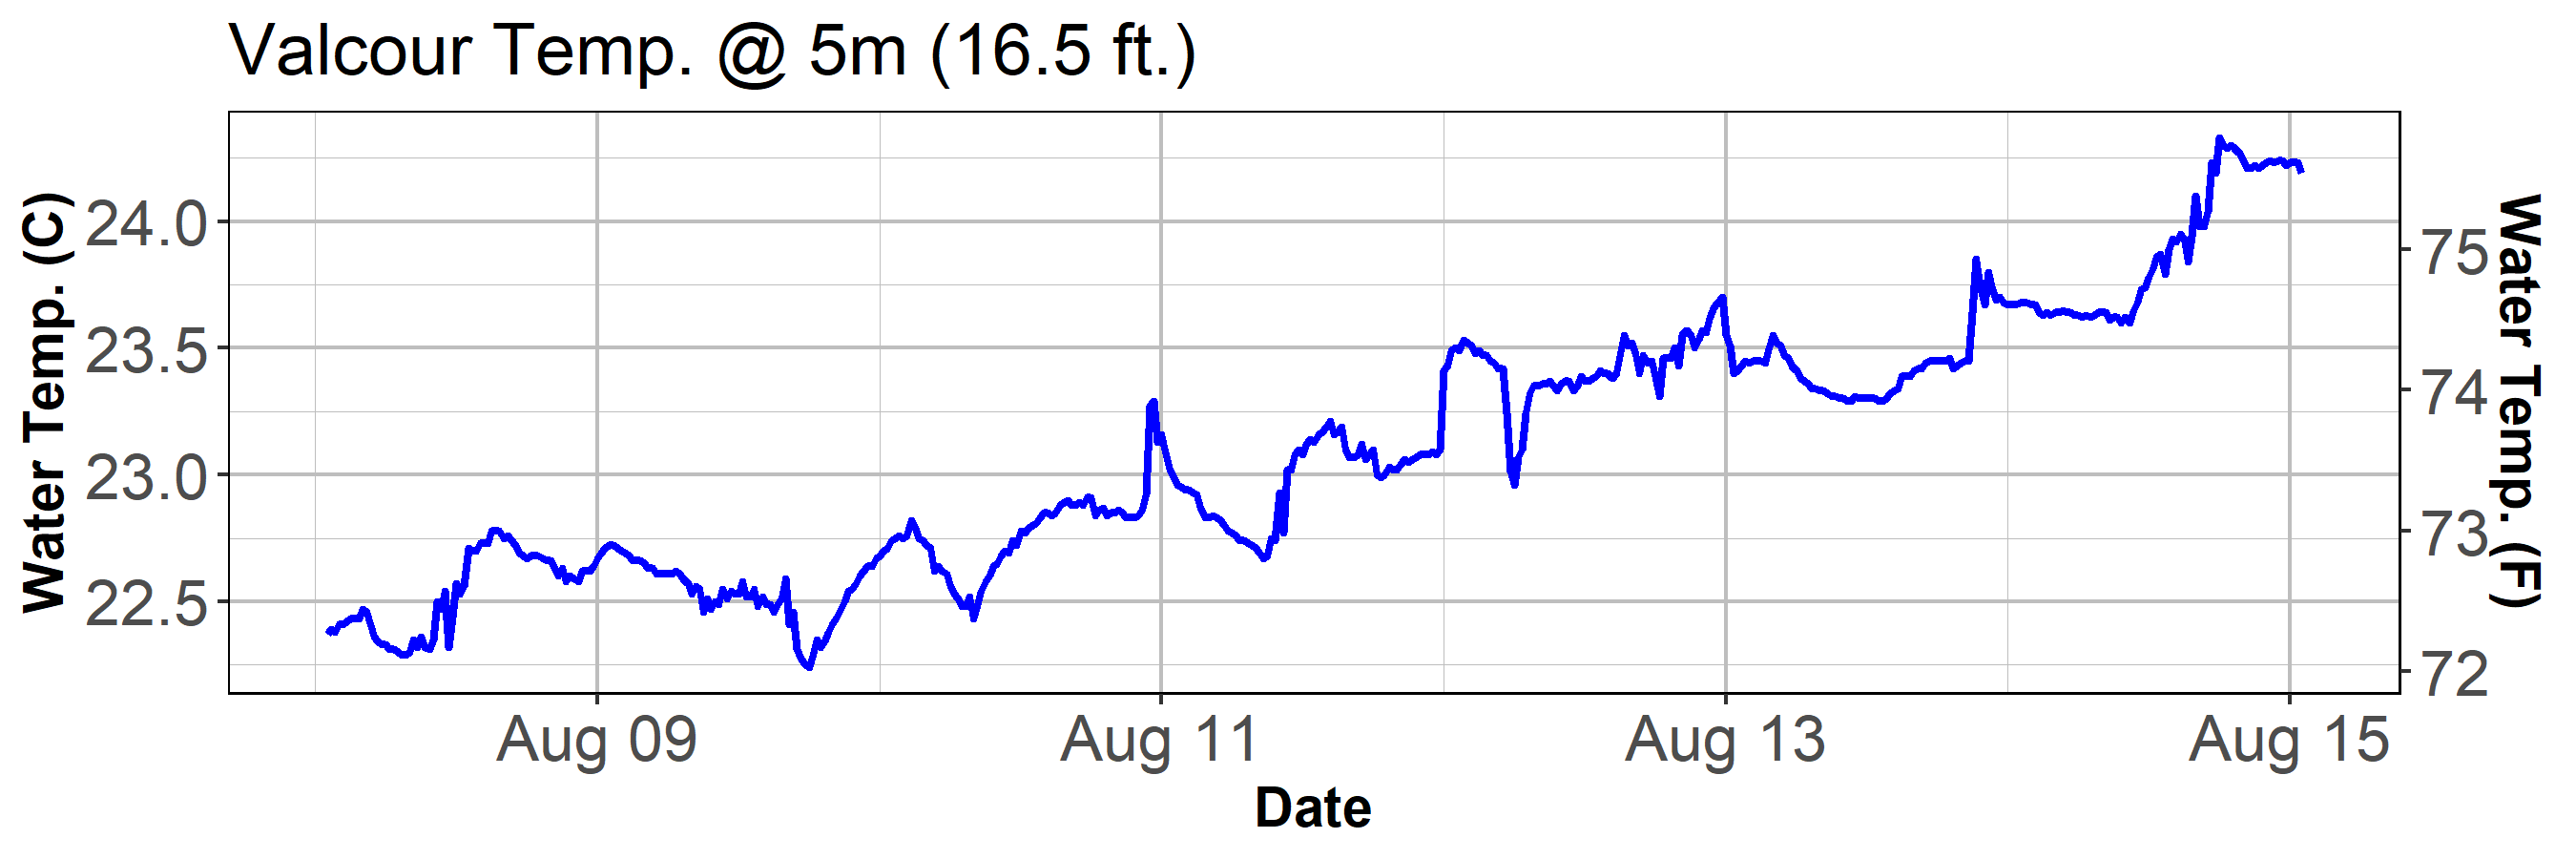 Valcour Temp. @ 5m (16.5 ft.)
Water Temp. (C)
24.0
23.5
23.0
22.5
75
74
73
72
Water Temp. (F)
Aug 09
Aug 11
Aug 13
Aug 15
Date